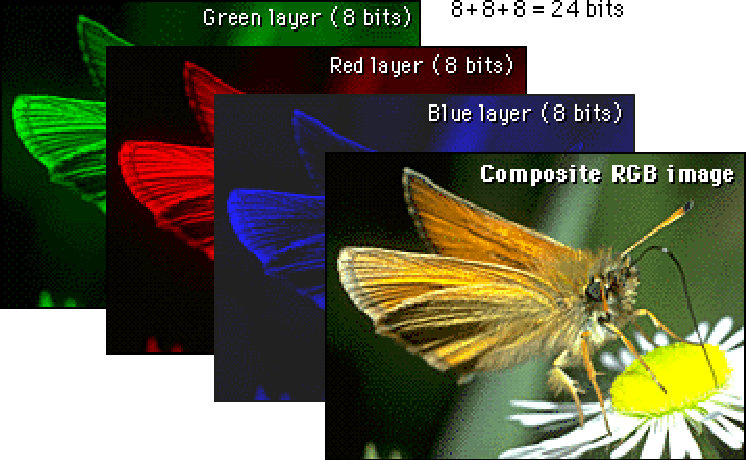 Green layer (8 bits)
8+8+8 = 24 bits
Red layer (8 bits)
Blue layer (8 bits)
Composite RGB image